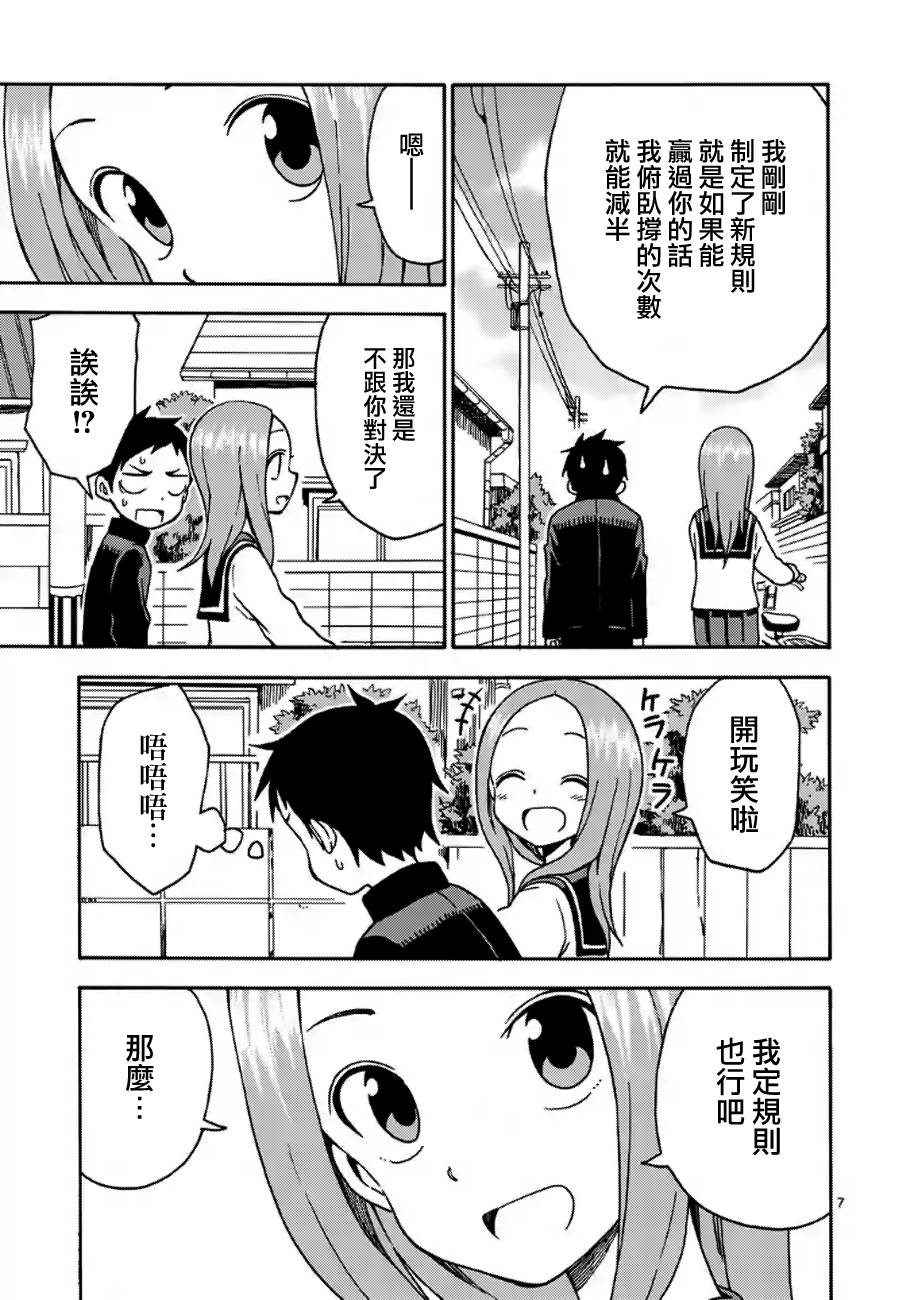 我剛剛
制定了新規則
就是如果能
贏過你的話
我俯臥撐的次數
就能減半
嗯──
那我還是
不跟你對決了
誒誒
!?
開玩笑啦
ケラケラ
唔唔唔…
我定規則
也行吧
那麼…
7